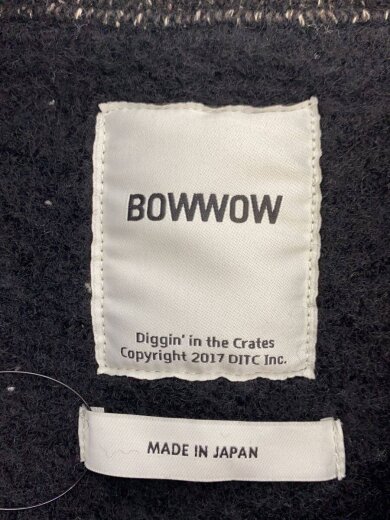 BOWWOW
Diggin' in the Crates
Copyright 2017 DITC Inc.
MADE IN JAPAN